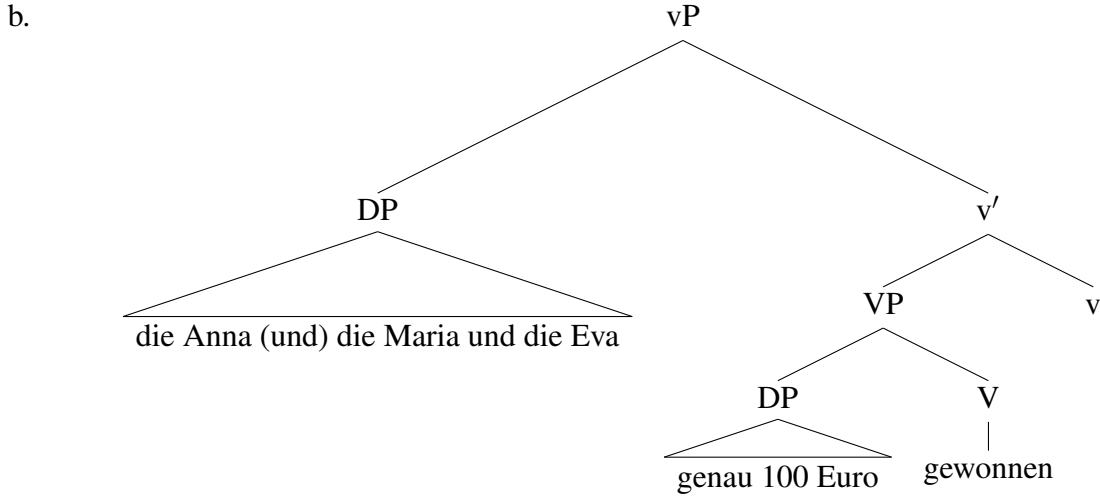 b.
vP
DP v′
VP v
die Anna (und) die Maria und die Eva
DP V
genau 100 Euro gewonnen